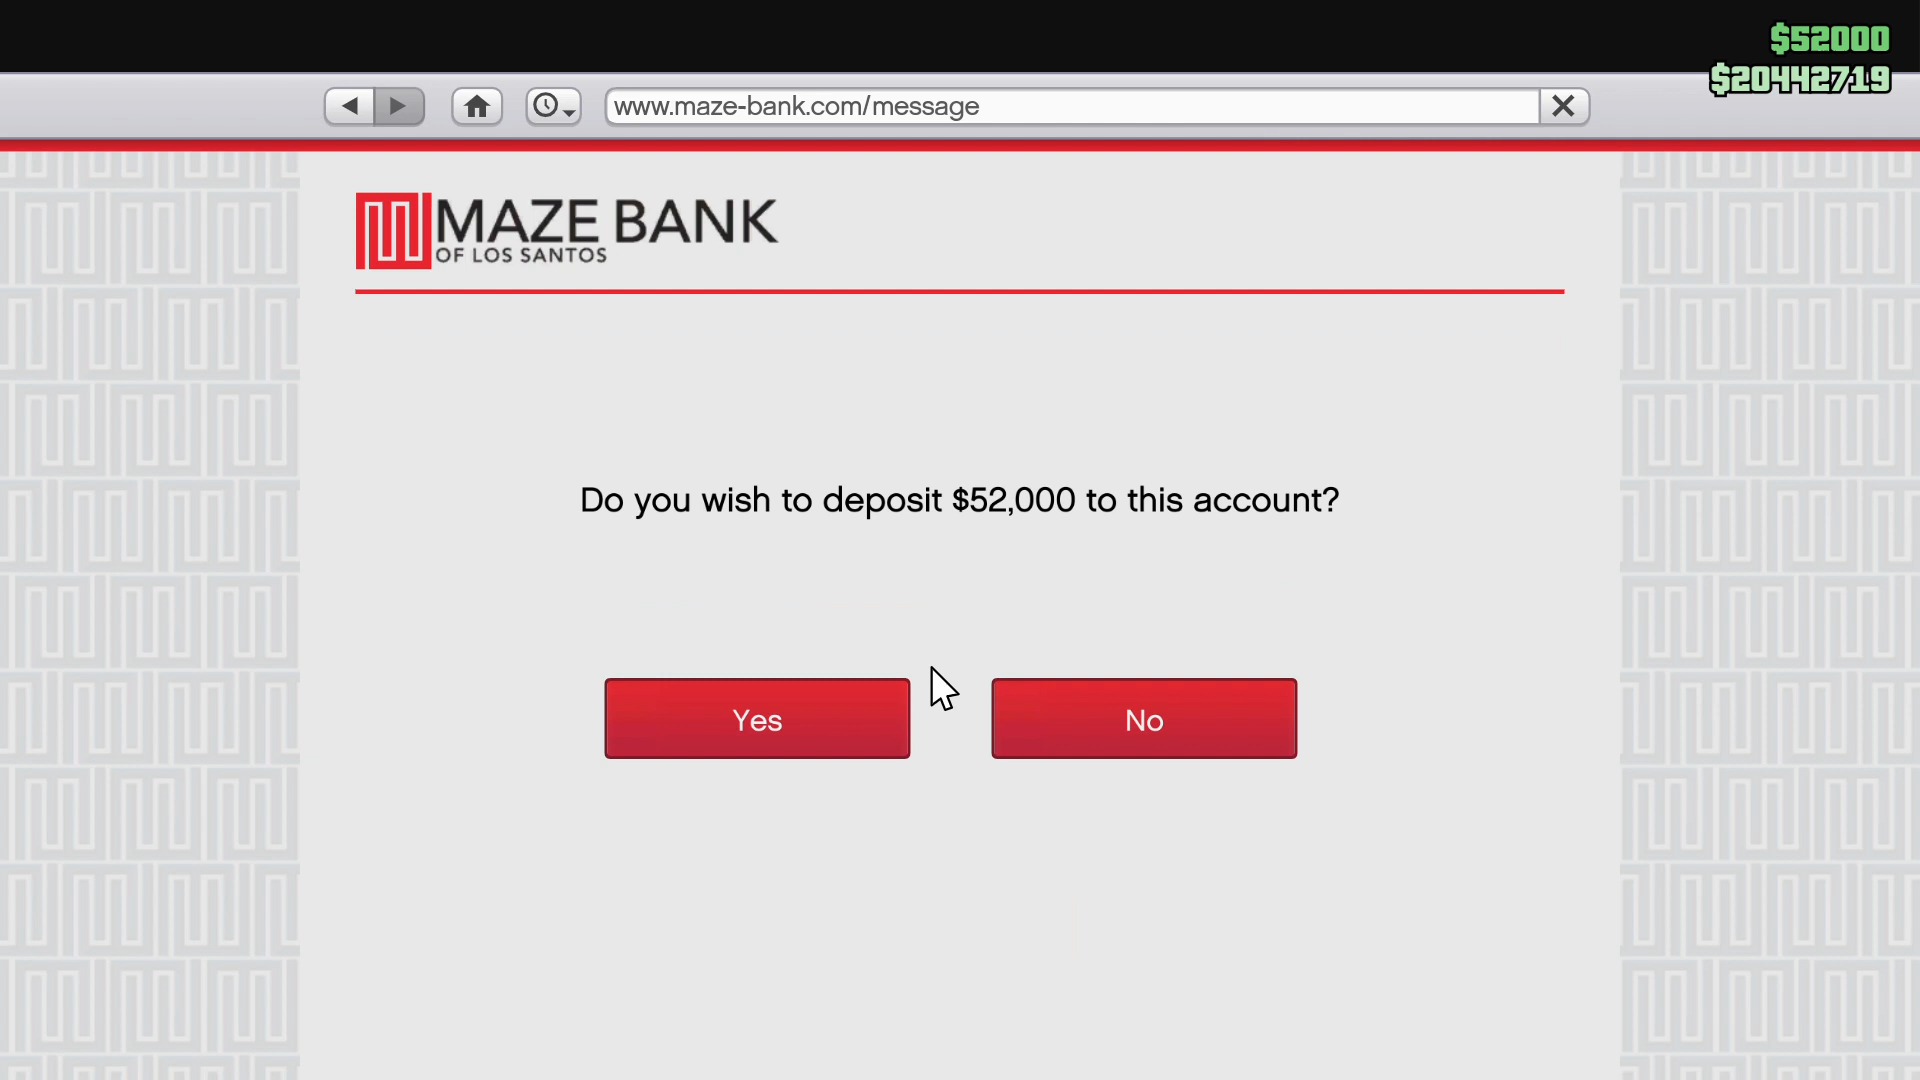 $52000
$20442719
www.maze-bank.com/message
MAZE BANK
OF LOS SANTOS
Do you wish to deposit $52,000 to this account?
Yes
No